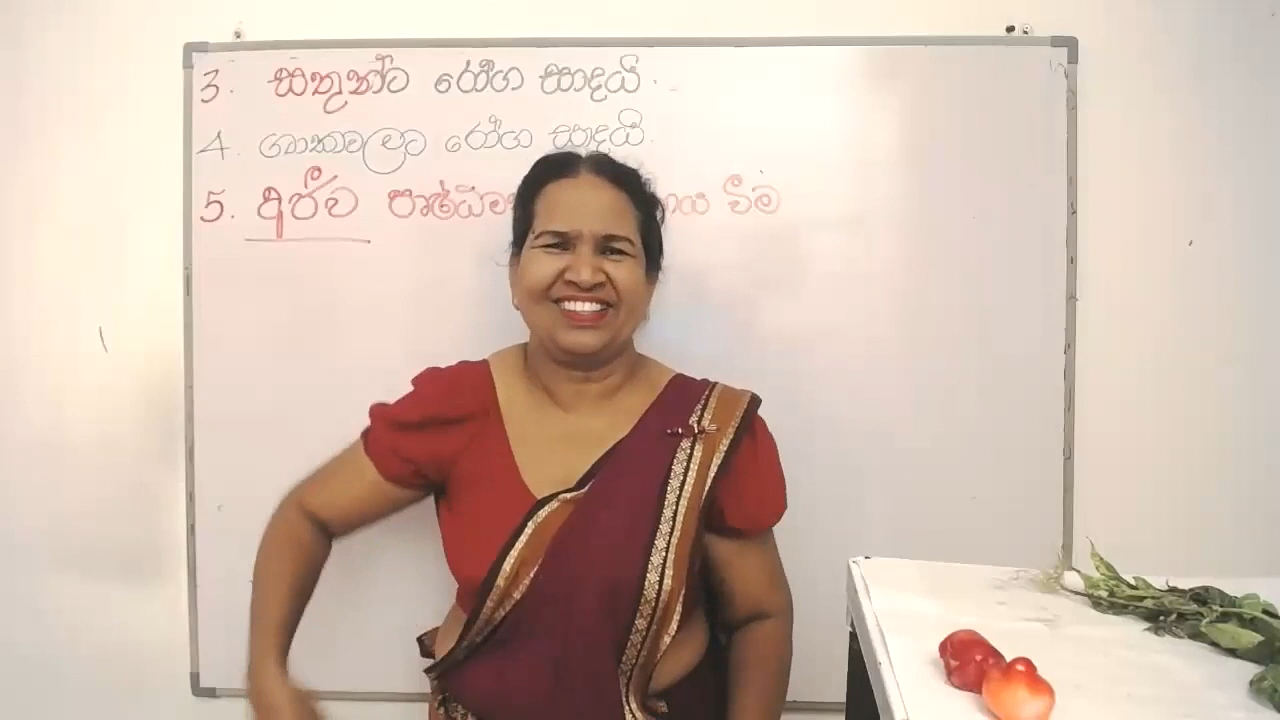 3. සතුන්ට රෝග සාදයි.
4. ශාකවලට රෝග සාදයි.
5. අජීව වීම